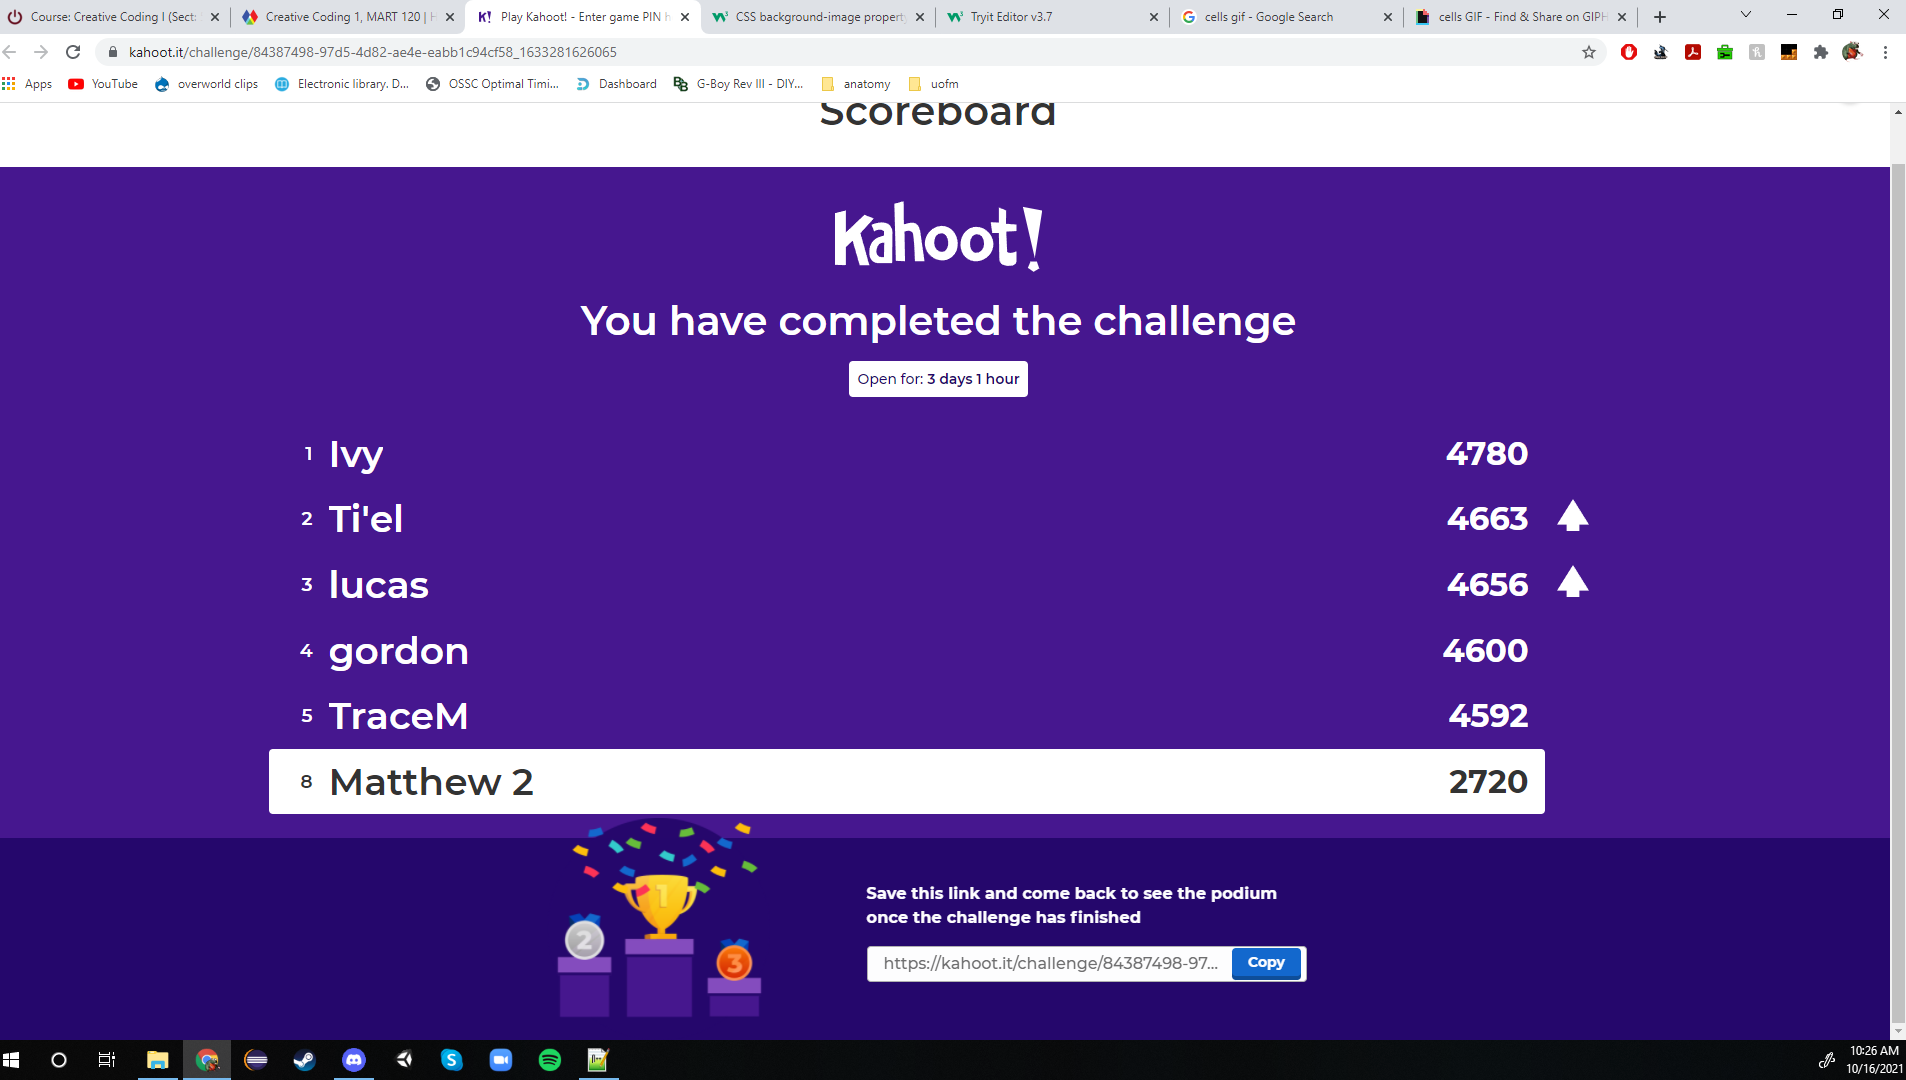 Course: Creative Coding I (Sect:
Creative Coding 1, MART 120 | H
K! Play Kahoot! - Enter game PIN h
CSS background-image property
Tryit Editor v3.7
cells gif - Google Search
cells GIF - Find & Share on GIPH
kahoot.it/challenge/84387498-97d5-4d82-ae4e-eabb1c94cf58_1633281626065
Apps
YouTube
overworld clips
Electronic library. D...
OSSC Optimal Timi...
Dashboard
G-Boy Rev III - DIY...
anatomy
uofm
Scoreboard
Kahoot!
You have completed the challenge
Open for: 3 days 1 hour
1 Ivy 4780
2 Ti'el 4663
3 lucas 4656
4 gordon 4600
5 TraceM 4592
8 Matthew 2 2720
1
2
3
Save this link and come back to see the podium
once the challenge has finished
https://kahoot.it/challenge/84387498-97... Copy
10:26 AM
10/16/2021